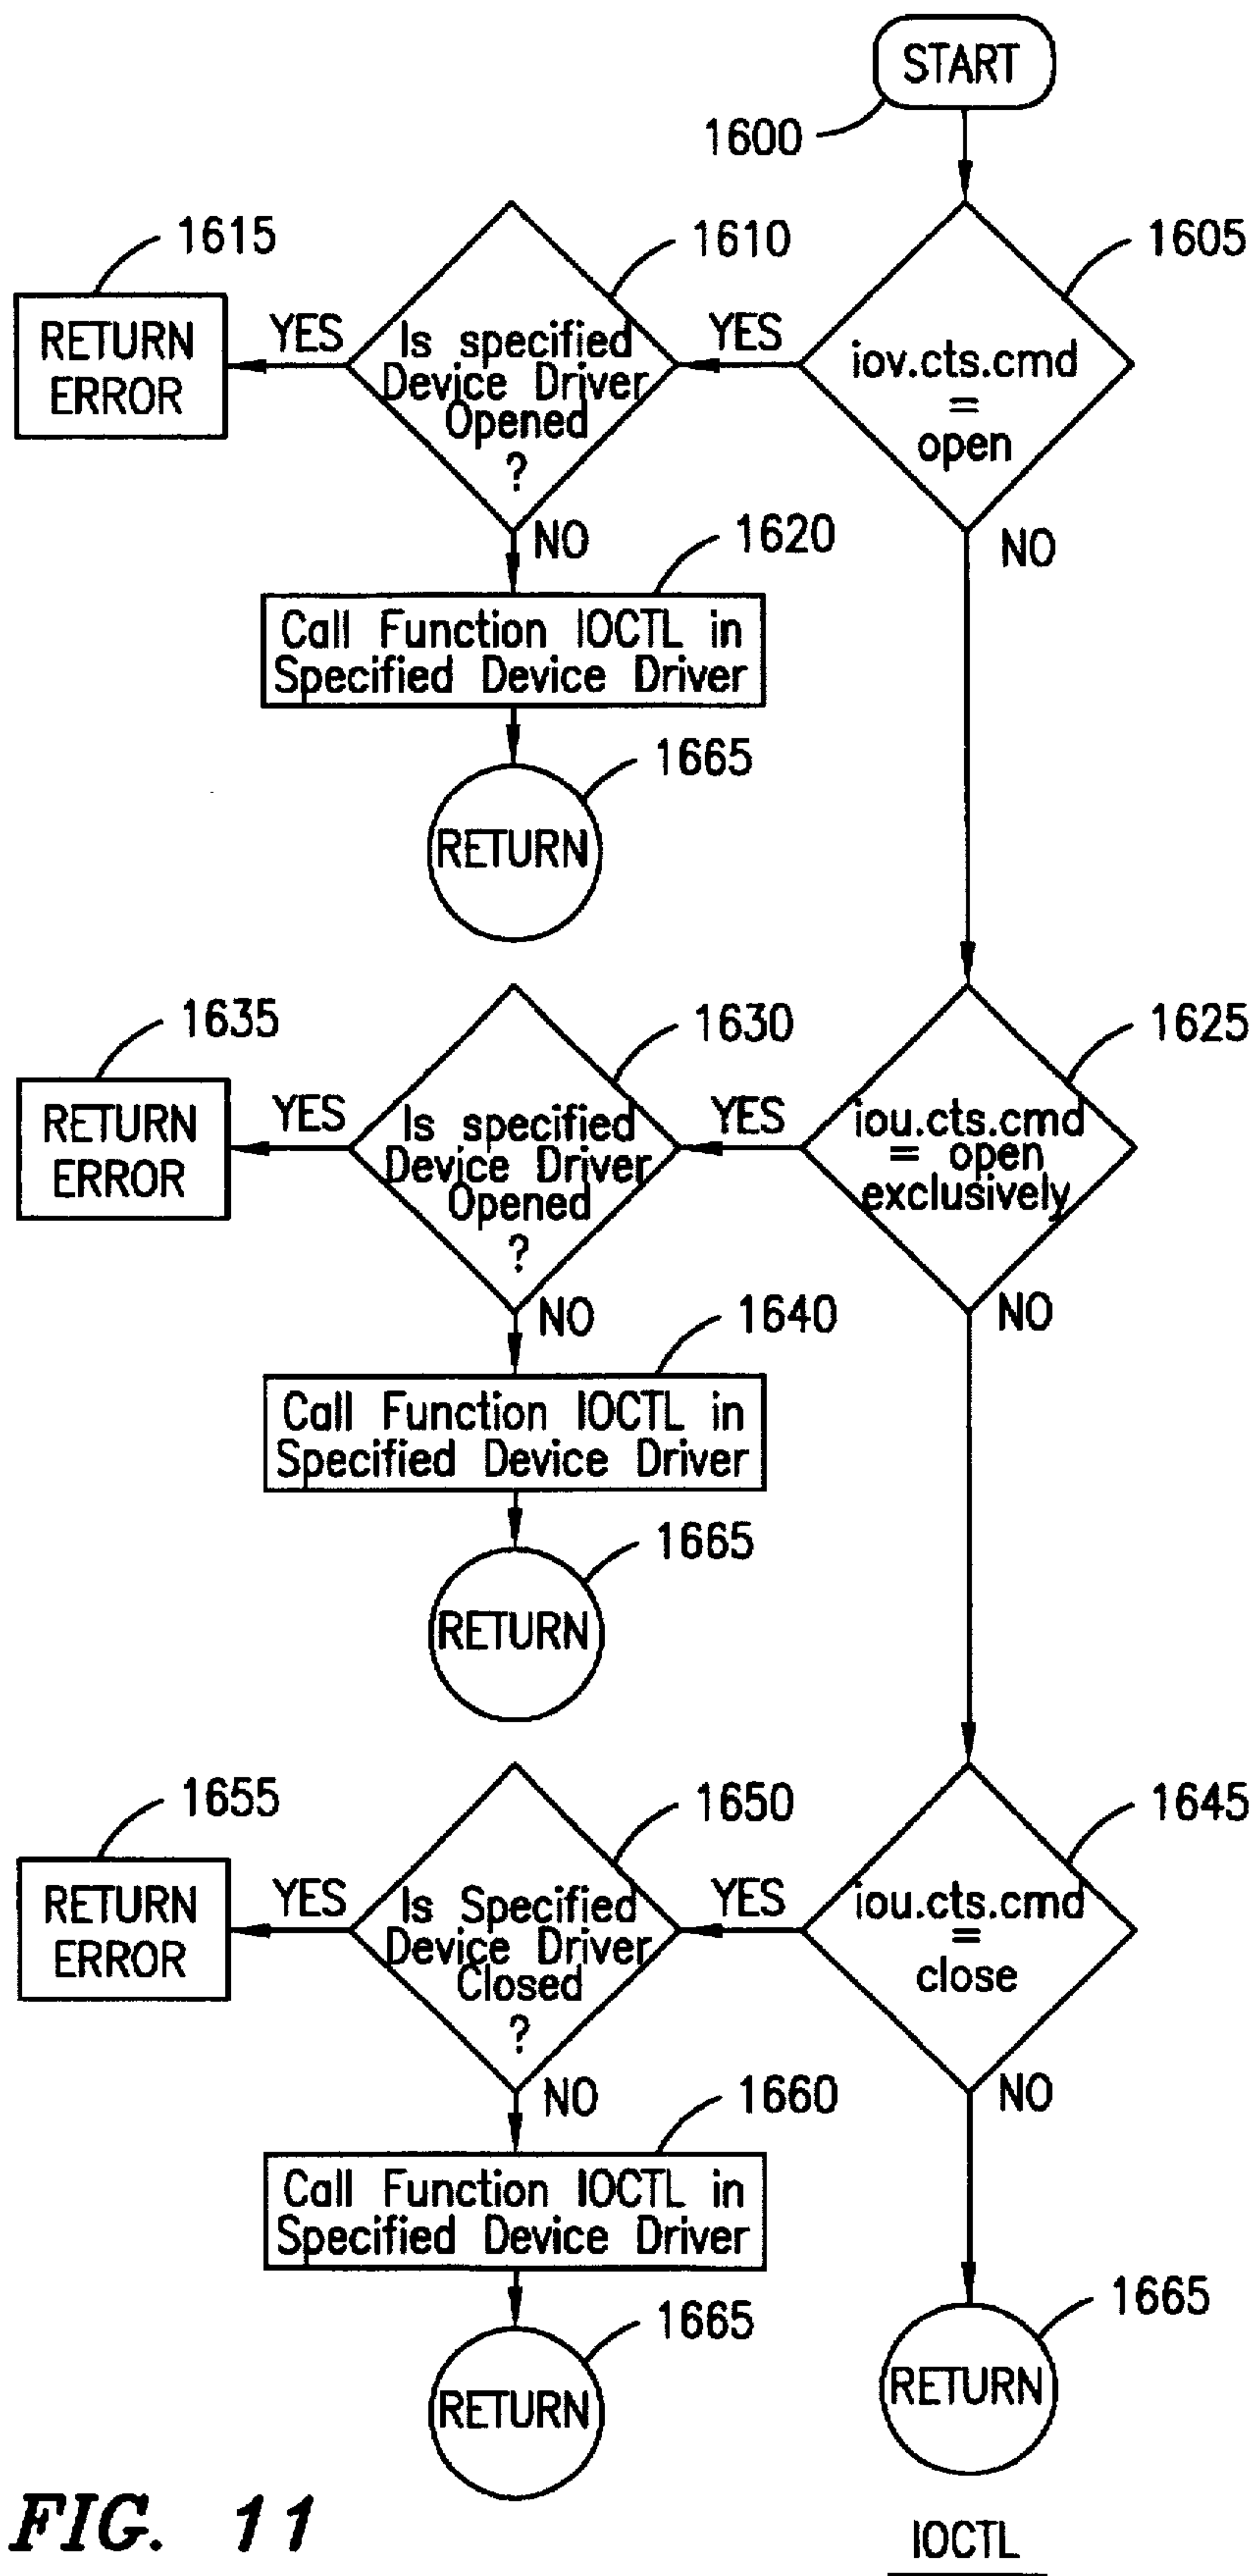 START
1600
1605
iov.cts.cmd
=
open
YES
NO
1610
Is specified
Device Driver
Opened
?
YES
NO
1615
RETURN
ERROR
1620
Call Function IOCTL in
Specified Device Driver
1665
RETURN
1625
iou.cts.cmd
= open
exclusively
YES
NO
1630
Is specified
Device Driver
Opened
?
YES
NO
1635
RETURN
ERROR
1640
Call Function IOCTL in
Specified Device Driver
1665
RETURN
1645
iou.cts.cmd
=
close
YES
NO
1650
Is Specified
Device Driver
Closed
?
YES
NO
1655
RETURN
ERROR
1660
Call Function IOCTL in
Specified Device Driver
1665
RETURN
1665
RETURN
FIG. 11
IOCTL